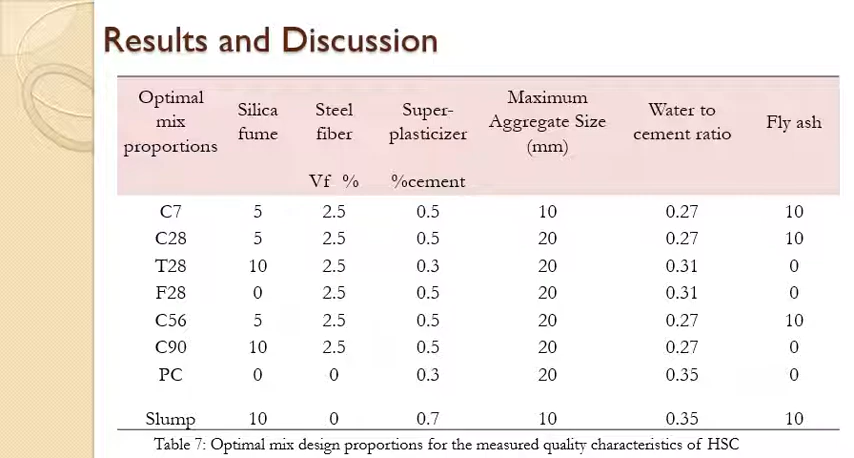 Results and Discussion
Optimal mix proportions Silica fume Steel fiber Super-plasticizer Maximum Aggregate Size (mm) Water to cement ratio Fly ash
Vf % %cement
C7 5 2.5 0.5 10 0.27 10
C28 5 2.5 0.5 20 0.27 10
T28 10 2.5 0.3 20 0.31 0
F28 0 2.5 0.5 20 0.31 0
C56 5 2.5 0.5 20 0.27 10
C90 10 2.5 0.5 20 0.27 0
PC 0 0 0.3 20 0.35 0
Slump 10 0 0.7 10 0.35 10
Table 7: Optimal mix design proportions for the measured quality characteristics of HSC